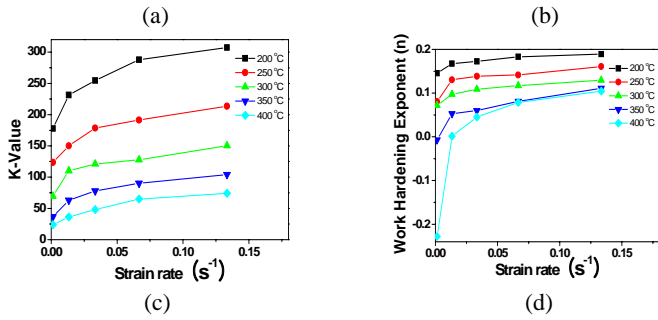 (a)
(b)
300
250
200
150
100
50
0
K-Value
200 °C
250 °C
300 °C
350 °C
400 °C
0.00
0.05
0.10
0.15
Strain rate (s-1)
(c)
0.2
0.1
0.0
-0.1
-0.2
Work Hardening Exponent (n)
200 °C
250 °C
300 °C
350 °C
400 °C
0.00
0.05
0.10
0.15
Strain rate (s-1)
(d)